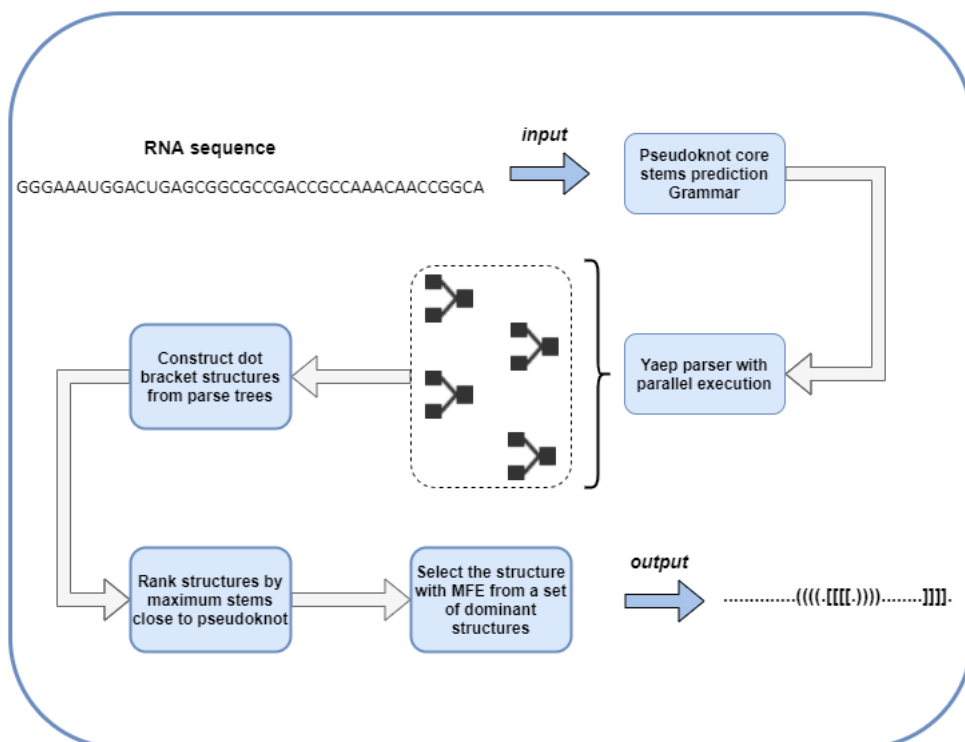 RNA sequence
GGGAAAUGGACUGAGCGGCGCCGACCGCCAAACAACCGGCA
input
Pseudoknot core
stems prediction
Grammar
Yaep parser with
parallel execution
Construct dot
bracket structures
from parse trees
Rank structures by
maximum stems
close to pseudoknot
Select the structure
with MFE from a set
of dominant
structures
output
..............((((.[[[[.))))........]]]].